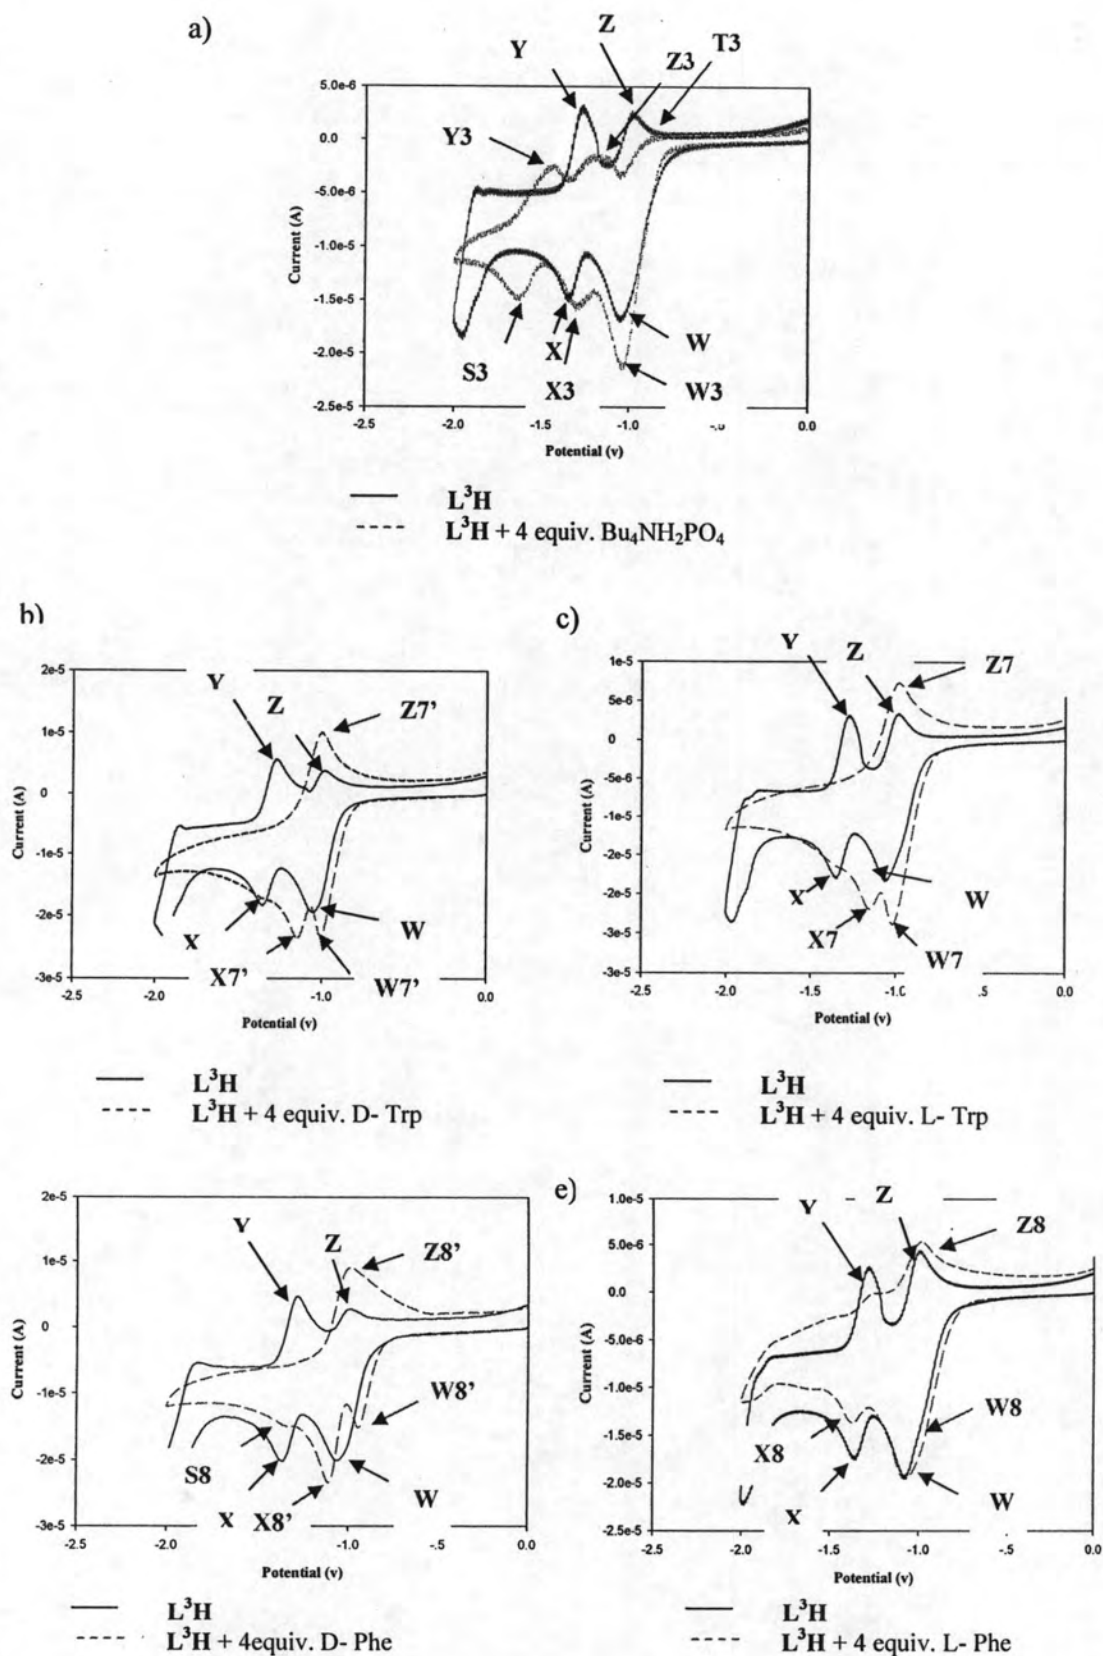 a)
Y
Z
Z3
T3
Y3
5.0e-6
0.0
-5.0e-6
-1.0e-5
-1.5e-5
-2.0e-5
-2.5e-5
Current (A)
S3
X
X3
W
W3
-2.5 -2.0 -1.5 -1.0 -.5 0.0
Potential (v)
L³H
L³H + 4 equiv. Bu₄NH₂PO₄
b)
Y
Z
Z7'
2e-5
1e-5
0
-1e-5
-2e-5
-3e-5
Current (A)
X
X7'
W
W7'
-2.5 -2.0 -1.0 0.0
Potential (v)
L³H
L³H + 4 equiv. D- Trp
c)
Y
Z
Z7
1e-5
5e-6
0
-5e-6
-1e-5
-2e-5
-2e-5
-3e-5
-3e-5
Current (A)
X
X7
W
W7
-2.5 -2.0 -1.5 -1.0 .5 0.0
Potential (v)
L³H
L³H + 4 equiv. L- Trp
Y
Z
Z8'
2e-5
1e-5
0
-1e-5
-2e-5
-3e-5
Current (A)
W8'
S8
X
X8'
W
-2.5 -2.0 -1.5 -1.0 -.5 0.0
Potential (v)
L³H
L³H + 4equiv. D- Phe
e)
Y
Z
Z8
1.0e-5
5.0e-6
0.0
-5.0e-6
-1.0e-5
-1.5e-5
-2.0e-5
-2.5e-5
Current (A)
X8
X
W8
W
-2.5 -2.0 -1.5 -1.0 -.5 0.0
Potential (v)
L³H
L³H + 4 equiv. L- Phe